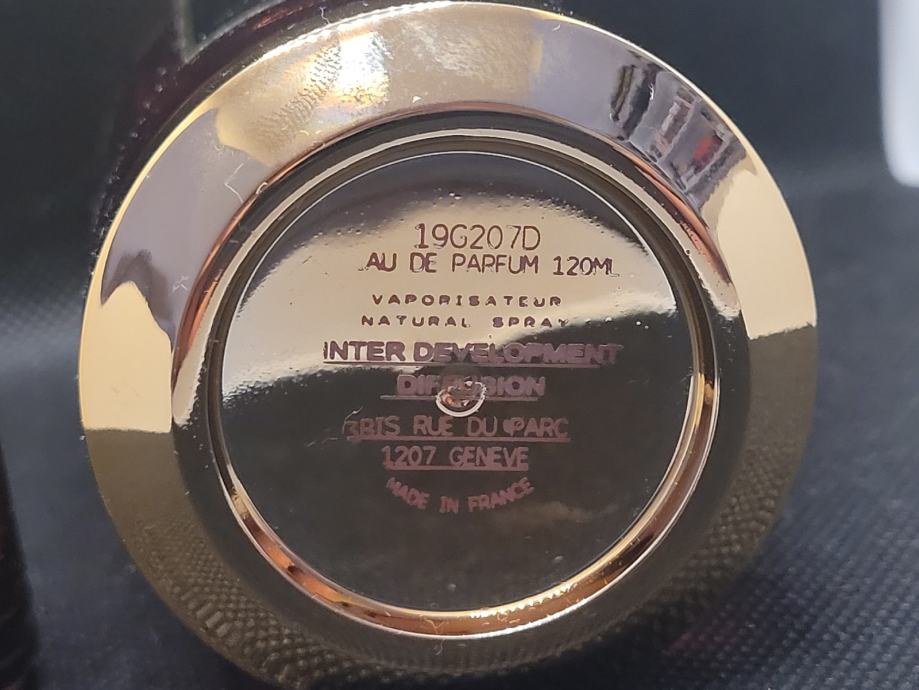 19G207D
AU DE PARFUM 120ML
VAPORISATEUR
NATURAL SPRAY
INTER DEVELOPMENT
DIFFUSION
3BIS RUE DU PARC
1207 GENEVE
MADE IN FRANCE